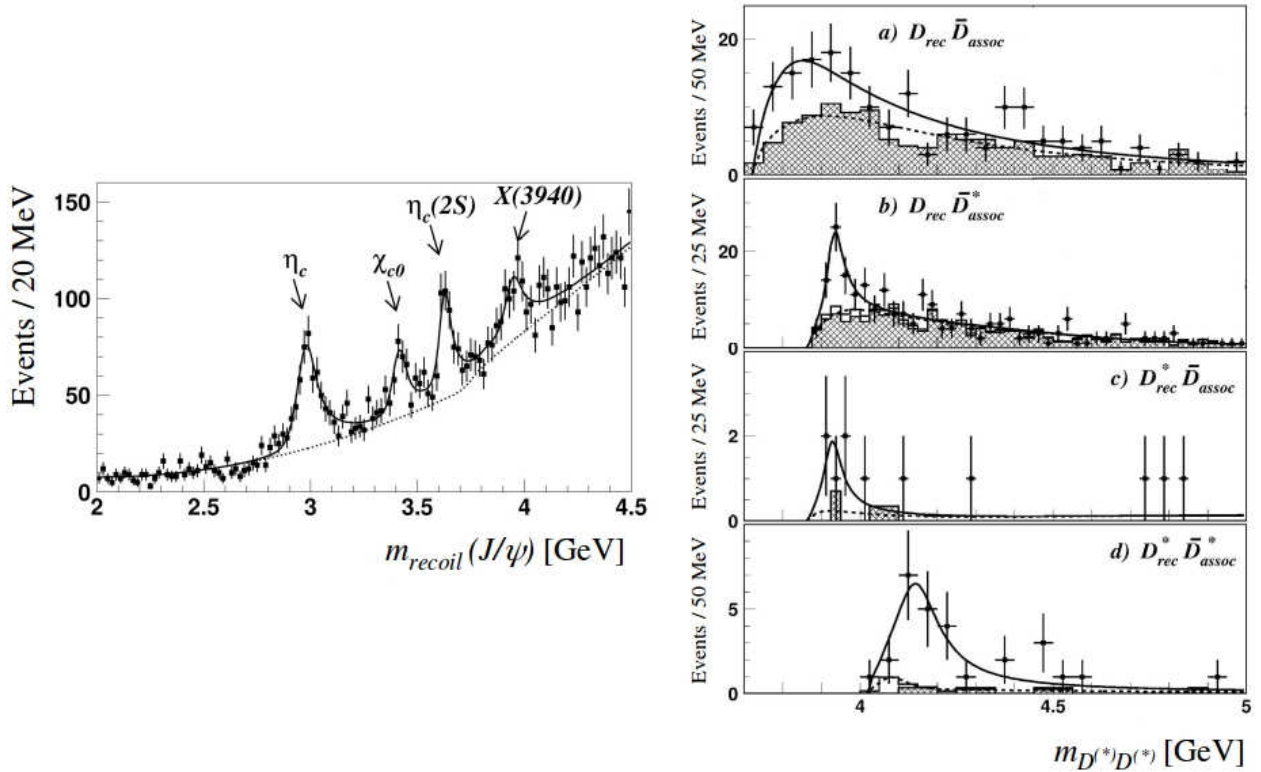 Events / 20 MeV
150
100
50
0
η_c
χ_c0
η_c(2S)
X(3940)
2 2.5 3 3.5 4 4.5
m_recoil (J/ψ) [GeV]
Events / 50 MeV
20
10
0
a) D_rec D̄_assoc
Events / 25 MeV
20
0
b) D_rec D̄*_assoc
Events / 25 MeV
2
0
c) D*_rec D̄_assoc
Events / 50 MeV
5
0
d) D*_rec D̄*_assoc
4 4.5 5
m_D(*)D(*) [GeV]